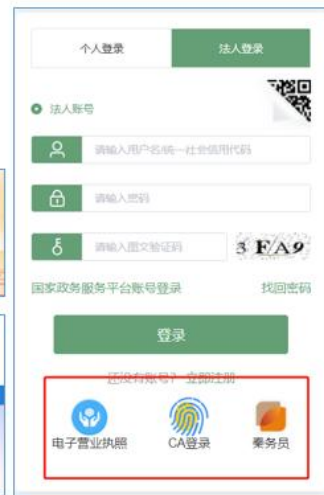 个人登录
法人登录
法人账号
请输入用户名/统一社会信用代码
请输入密码
请输入图文验证码
3 EA9
国家政务服务平台账号登录
找回密码
登录
还没有账号? 立即注册
电子营业执照
CA登录
秦务员